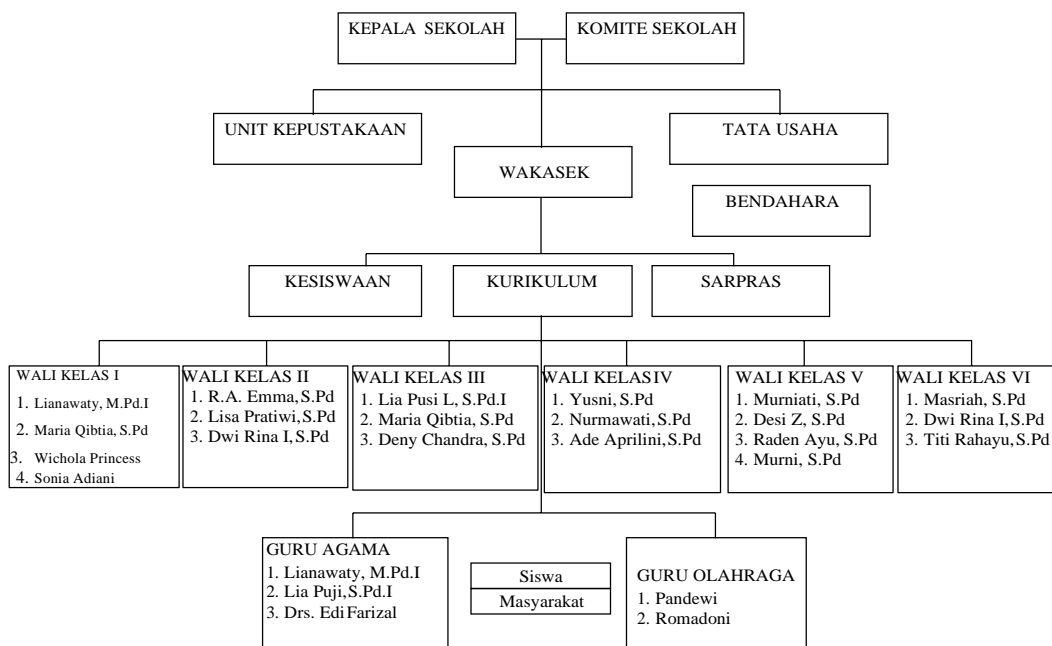 KEPALA SEKOLAH
KOMITE SEKOLAH
UNIT KEPUSTAKAAN
TATA USAHA
WAKASEK
BENDAHARA
KESISWAAN
KURIKULUM
SARPRAS
WALI KELAS I
1. Lianawaty, M.Pd.I
2. Maria Qibtia, S.Pd
3. Wichola Princess
4. Sonia Adiani
WALI KELAS II
1. R.A. Emma, S.Pd
2. Lisa Pratiwi, S.Pd
3. Dwi Rina I, S.Pd
WALI KELAS III
1. Lia Pusi L, S.Pd.I
2. Maria Qibtia, S.Pd
3. Deny Chandra, S.Pd
WALI KELAS IV
1. Yusni, S.Pd
2. Nurmawati, S.Pd
3. Ade Aprilini, S.Pd
WALI KELAS V
1. Murniati, S.Pd
2. Desi Z, S.Pd
3. Raden Ayu, S.Pd
4. Murni, S.Pd
WALI KELAS VI
1. Masriah, S.Pd
2. Dwi Rina I, S.Pd
3. Titi Rahayu, S.Pd
GURU AGAMA
1. Lianawaty, M.Pd.I
2. Lia Puji, S.Pd.I
3. Drs. Edi Farizal
Siswa
Masyarakat
GURU OLAHRAGA
1. Pandewi
2. Romadoni